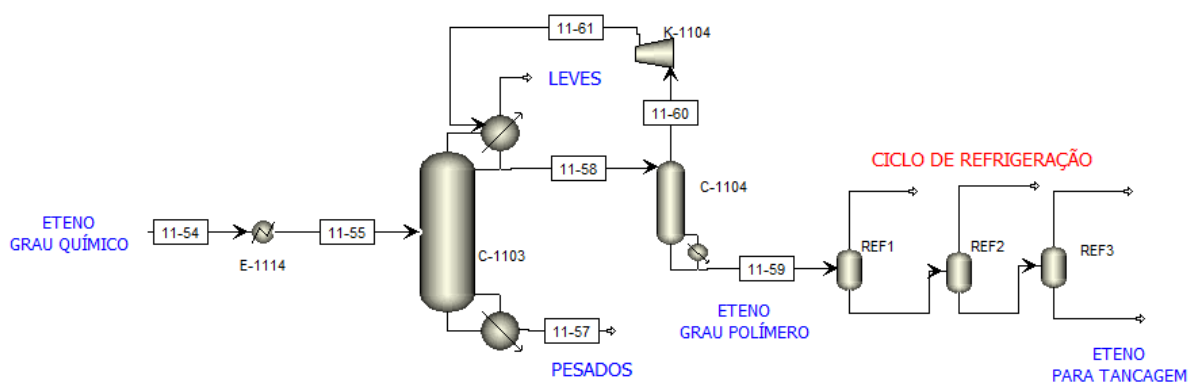 11-61
K-1104
LEVES
11-60
CICLO DE REFRIGERAÇÃO
11-58
C-1104
ETENO
GRAU QUÍMICO
11-54
11-55
E-1114
C-1103
REF1
REF2
REF3
11-59
ETENO
GRAU POLÍMERO
11-57
PESADOS
ETENO
PARA TANCAGEM